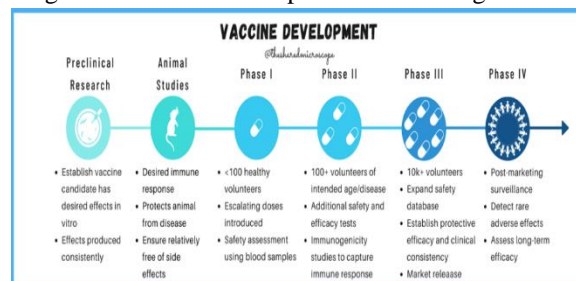 VACCINE DEVELOPMENT
@thesharedmicroscope
Preclinical
Research
Animal
Studies
Phase I
Phase II
Phase III
Phase IV
• Establish vaccine
candidate has
desired effects in
vitro
• Effects produced
consistently
• Desired immune
response
• Protects animal
from disease
• Ensure relatively
free of side
effects
• <100 healthy
volunteers
• Escalating doses
introduced
• Safety assessment
using blood samples
• 100+ volunteers of
intended age/disease
• Additional safety and
efficacy tests
• Immunogenicity
studies to capture
immune response
• 10k+ volunteers
• Expand safety
database
• Establish protective
efficacy and clinical
consistency
• Market release
• Post-marketing
surveillance
• Detect rare
adverse effects
• Assess long-term
efficacy